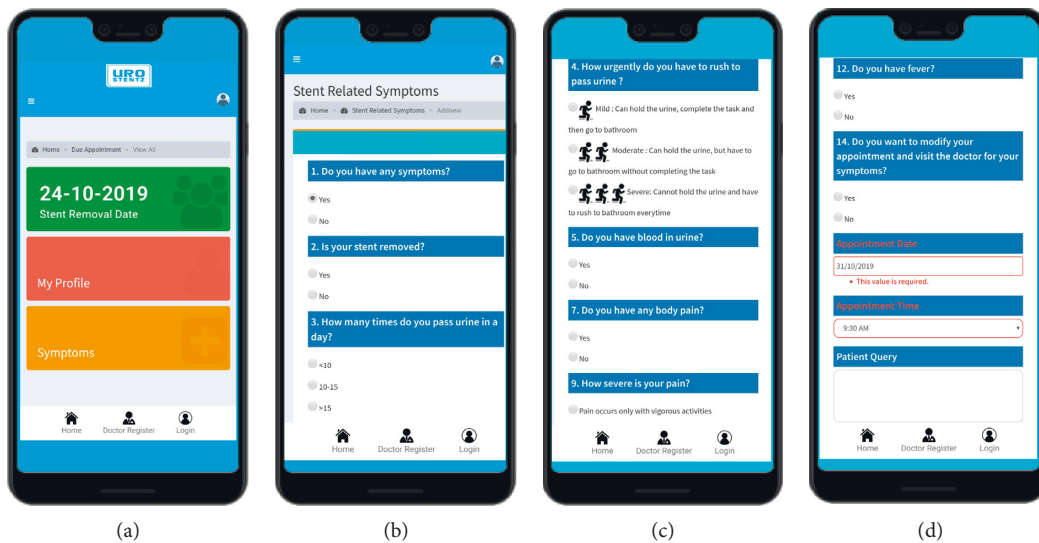 URO
STENTZ
Home Due Appointment View All
24-10-2019
Stent Removal Date
My Profile
Symptoms
Home Doctor Register Login
(a)
Stent Related Symptoms
Home Stent Related Symptoms Addnew
1. Do you have any symptoms?
Yes
No
2. Is your stent removed?
Yes
No
3. How many times do you pass urine in a
day?
<10
10-15
>15
Home Doctor Register Login
(b)
4. How urgently do you have to rush to
pass urine ?
Mild : Can hold the urine, complete the task and
then go to bathroom
Moderate : Can hold the urine, but have to
go to bathroom without completing the task
Severe: Cannot hold the urine and have
to rush to bathroom everytime
5. Do you have blood in urine?
Yes
No
7. Do you have any body pain?
Yes
No
9. How severe is your pain?
Pain occurs only with vigorous activities
Home Doctor Register Login
(c)
12. Do you have fever?
Yes
No
14. Do you want to modify your
appointment and visit the doctor for your
symptoms?
Yes
No
Appointment Date
31/10/2019
• This value is required.
Appointment Time
9:30 AM
Patient Query
Home Doctor Register Login
(d)